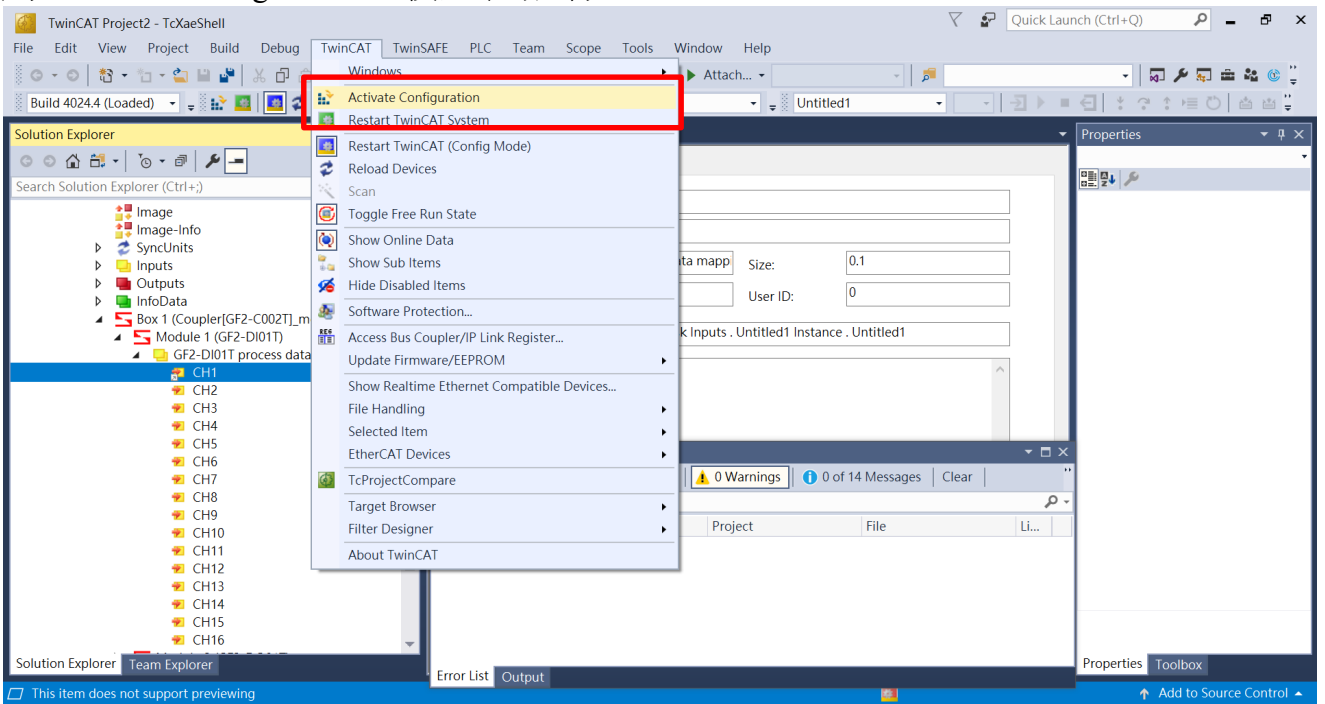 TwinCAT Project2 - TcXaeShell
Quick Launch (Ctrl+Q)
File Edit View Project Build Debug TwinCAT TwinSAFE PLC Team Scope Tools Window Help
Attach...
Build 4024.4 (Loaded)
Untitled1
Windows
Activate Configuration
Restart TwinCAT System
Restart TwinCAT (Config Mode)
Reload Devices
Scan
Toggle Free Run State
Show Online Data
Show Sub Items
Hide Disabled Items
Software Protection...
Access Bus Coupler/IP Link Register...
Update Firmware/EEPROM
Show Realtime Ethernet Compatible Devices...
File Handling
Selected Item
EtherCAT Devices
TcProjectCompare
Target Browser
Filter Designer
About TwinCAT
Solution Explorer
Search Solution Explorer (Ctrl+;)
Image
Image-Info
SyncUnits
Inputs
Outputs
InfoData
Box 1 (Coupler[GF2-C002T]_m
Module 1 (GF2-DI01T)
GF2-DI01T process data
CH1
CH2
CH3
CH4
CH5
CH6
CH7
CH8
CH9
CH10
CH11
CH12
CH13
CH14
CH15
CH16
Solution Explorer Team Explorer
ata mapp Size: 0.1
User ID: 0
k Inputs . Untitled1 Instance . Untitled1
0 Warnings 0 of 14 Messages Clear
Project File Li...
Error List Output
Properties
Properties Toolbox
This item does not support previewing
Add to Source Control